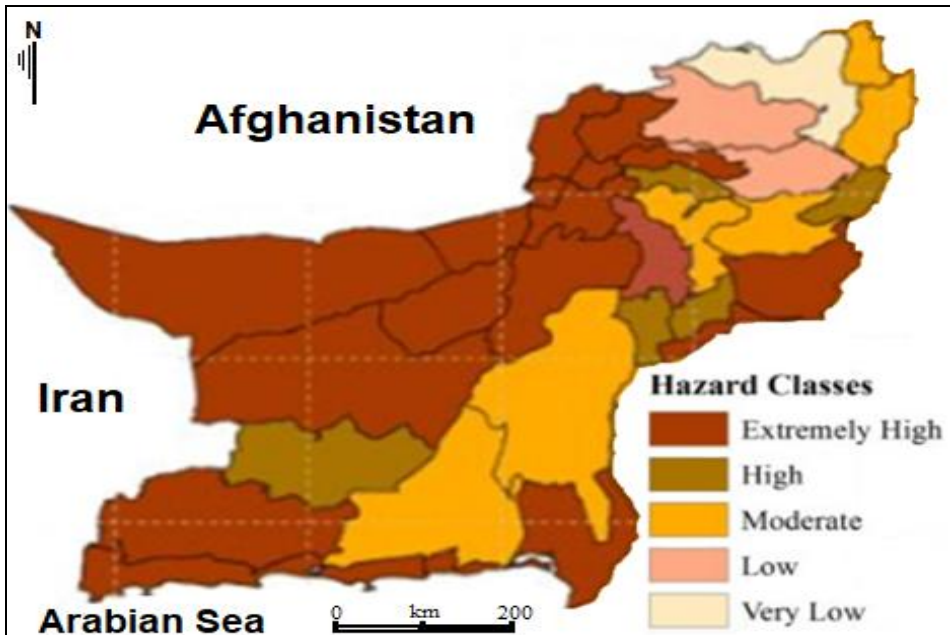 N
Afghanistan
Iran
Hazard Classes
Extremely High
High
Moderate
Low
Very Low
Arabian Sea
0 km 200